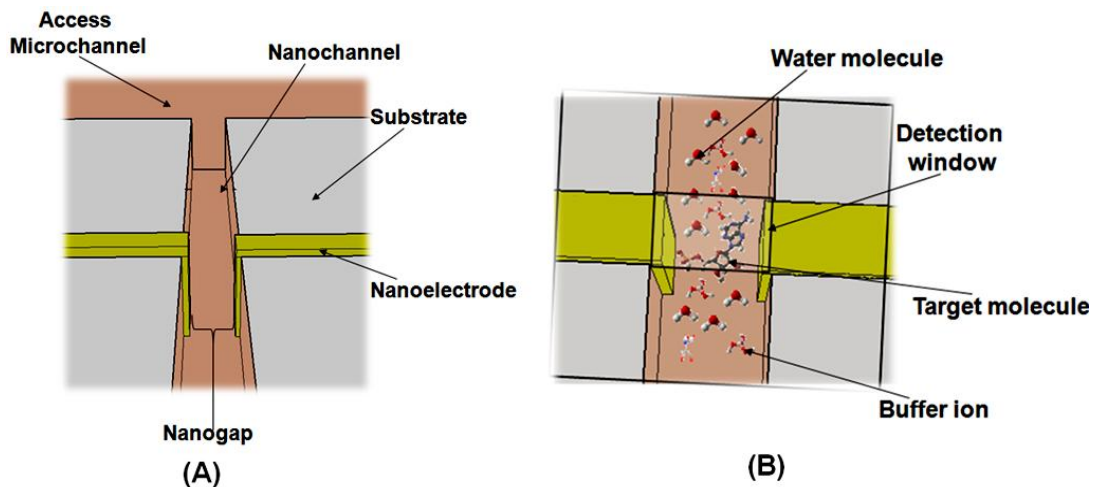 Access
Microchannel
Nanochannel
Substrate
Nanoelectrode
Nanogap
(A)
Water molecule
Detection
window
Target molecule
Buffer ion
(B)